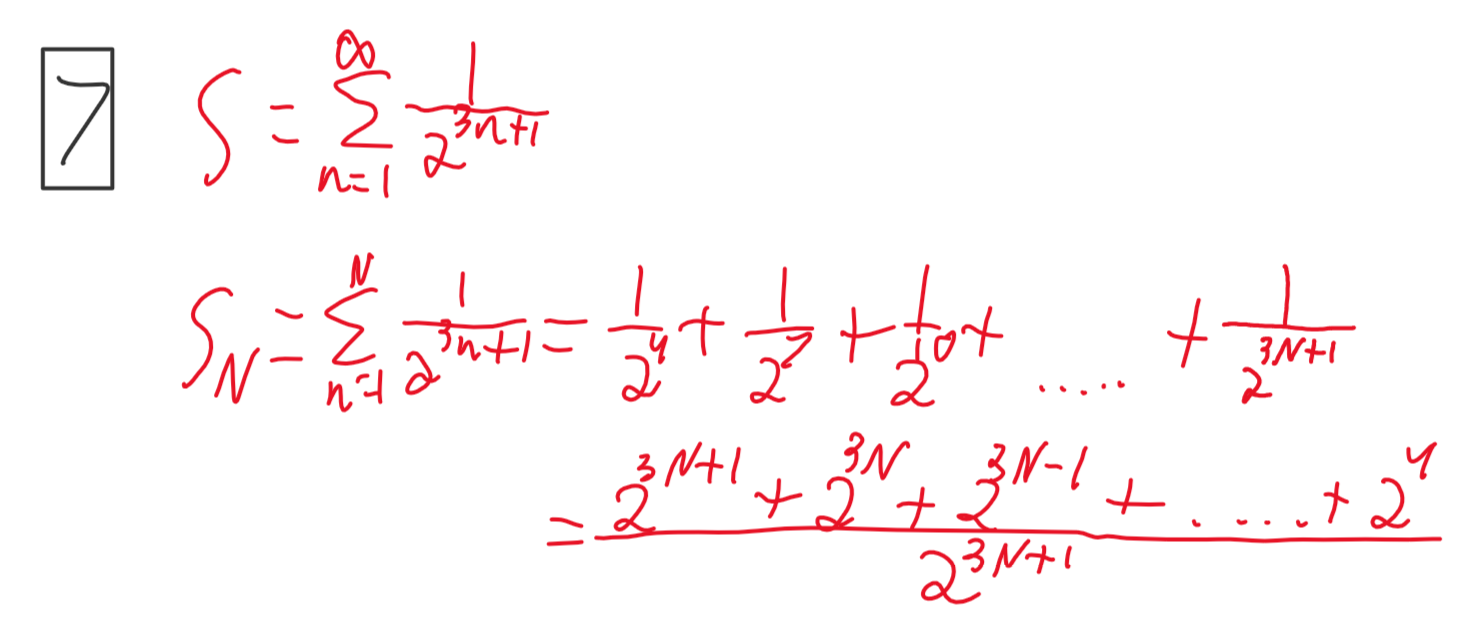 7 S = ∑_{n=1}^{∞} 1/2^{3n+1}
S_N = ∑_{n=1}^{N} 1/2^{3n+1} = 1/2^4 + 1/2^7 + 1/2^{10} + ..... + 1/2^{3N+1}
= (2^{3N+1} + 2^{3N} + 2^{3N-1} + ..... + 2^4)/2^{3N+1}